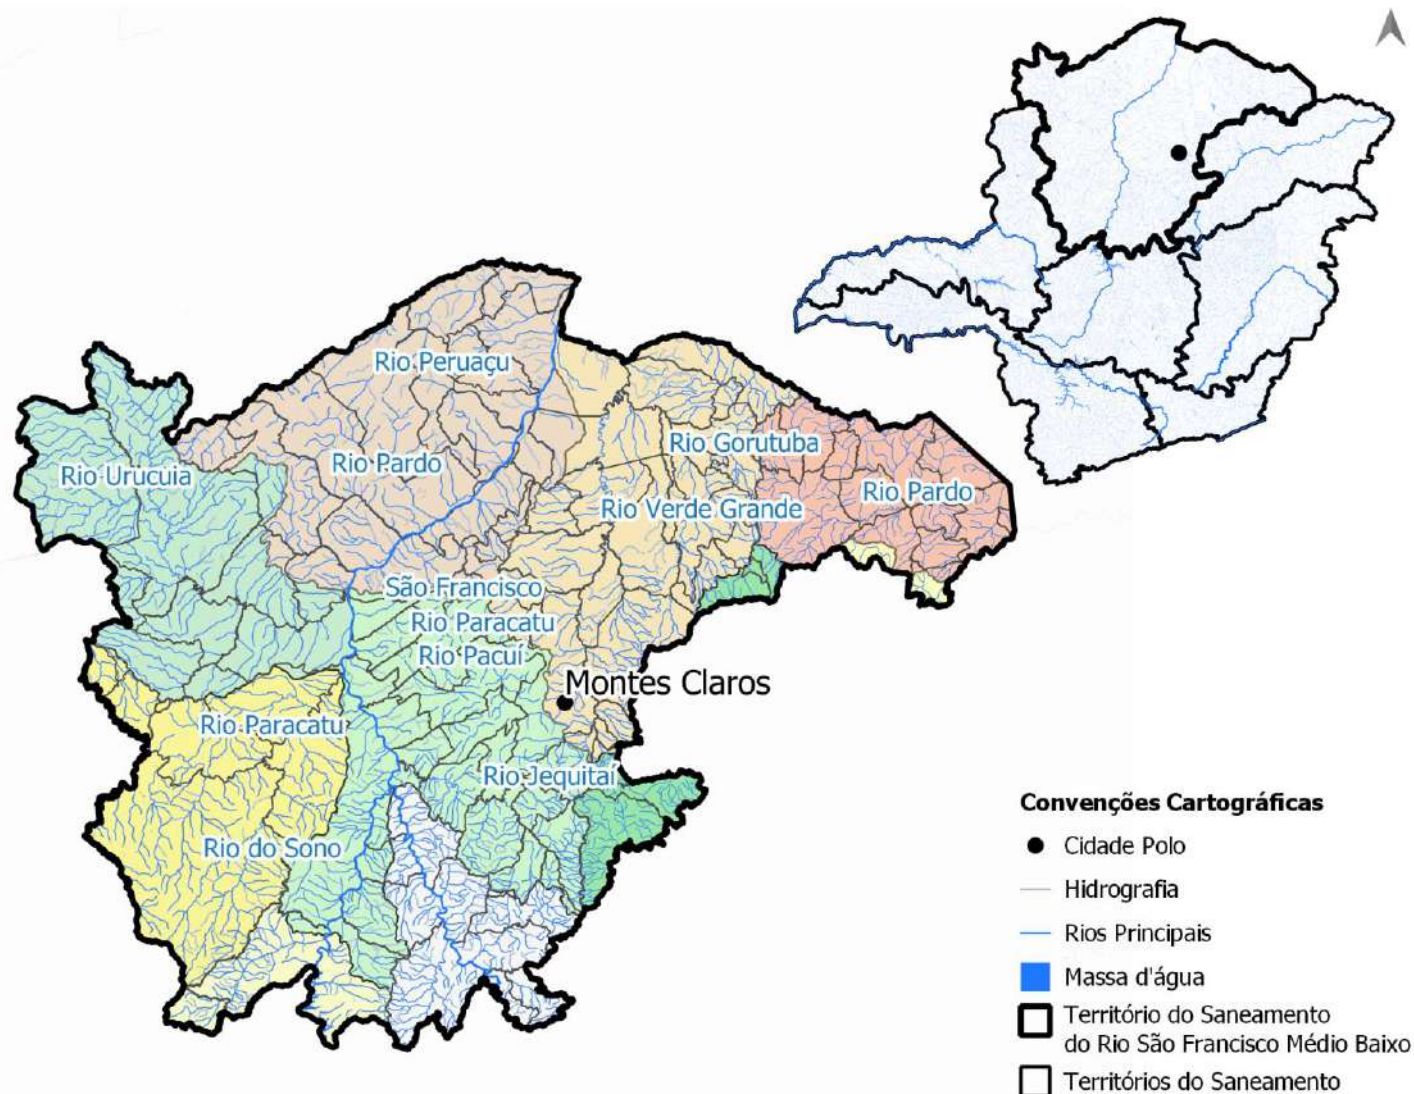 Rio Peruaçu
Rio Gorutuba
Rio Pardo
Rio Urucuia
Rio Pardo
Rio Verde Grande
São Francisco
Rio Paracatu
Rio Pacuí
Montes Claros
Rio Paracatu
Rio Jequitaí
Rio do Sono
Convenções Cartográficas
Cidade Polo
Hidrografia
Rios Principais
Massa d'água
Território do Saneamento
do Rio São Francisco Médio Baixo
Territórios do Saneamento